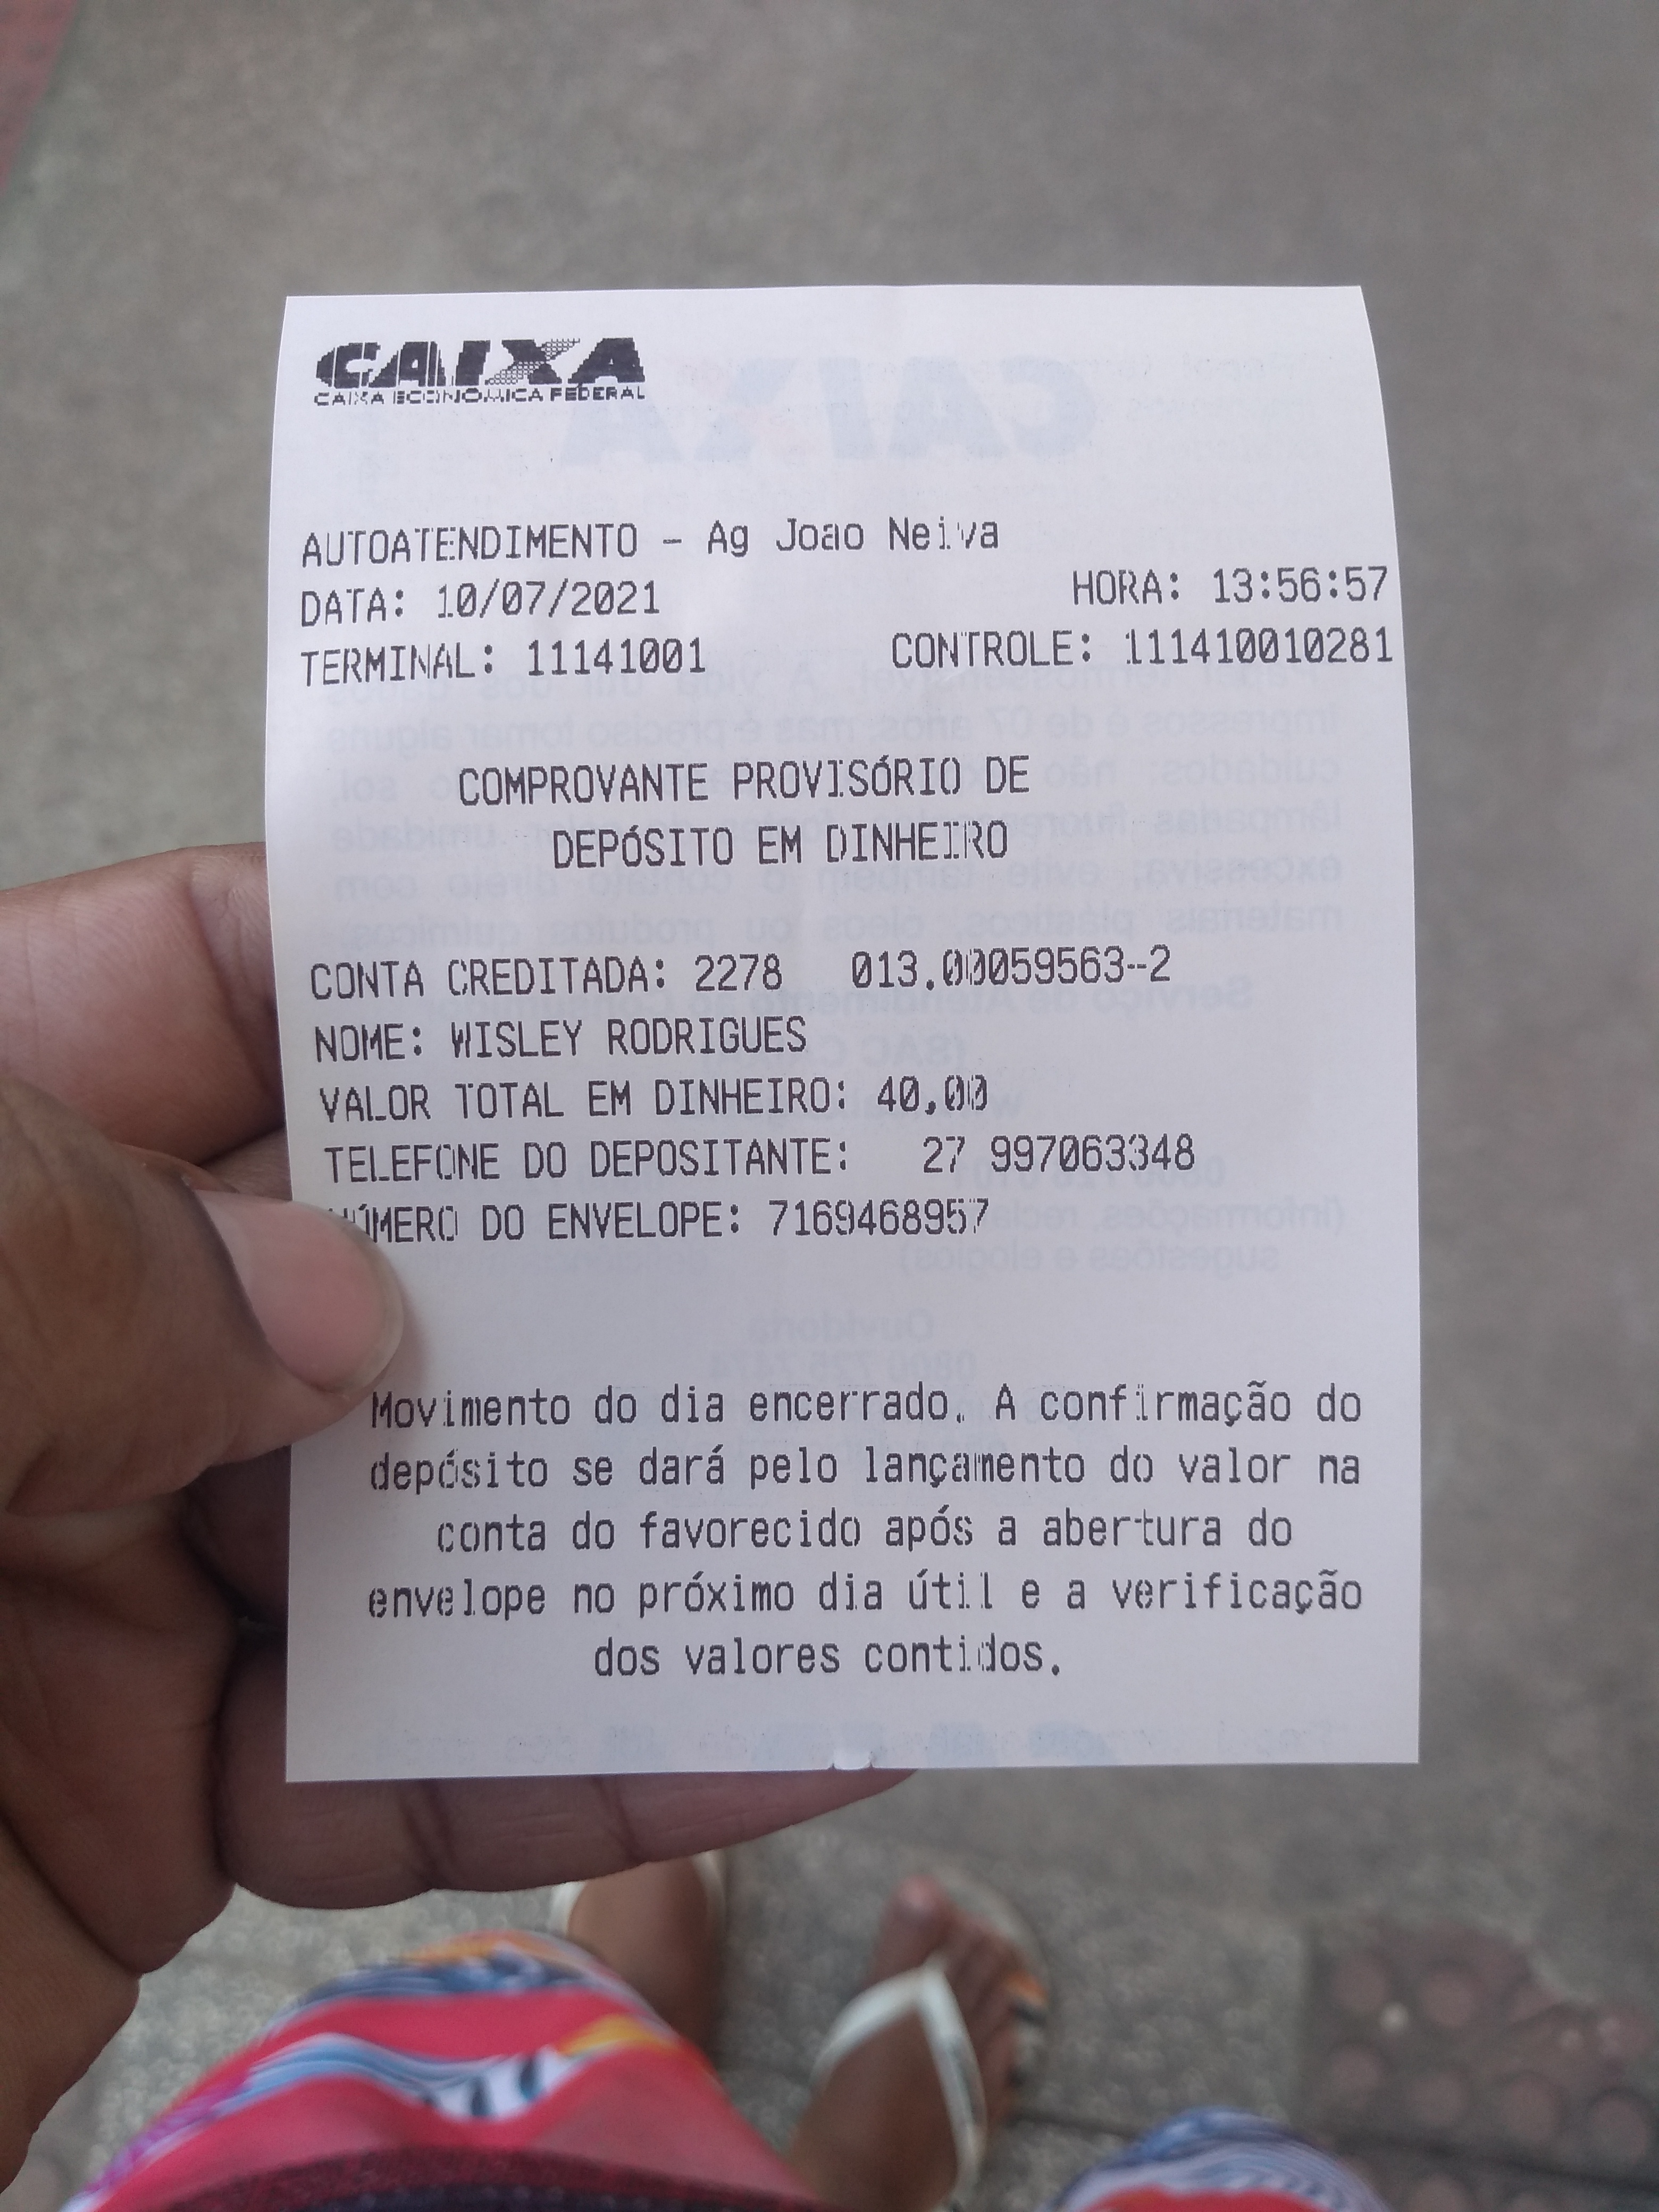 CAIXA
CAIXA ECONÔMICA FEDERAL
AUTOATENDIMENTO - Ag Joao Neiva
DATA: 10/07/2021 HORA: 13:56:57
TERMINAL: 11141001 CONTROLE: 111410010281
COMPROVANTE PROVISÓRIO DE
DEPÓSITO EM DINHEIRO
CONTA CREDITADA: 2278 013.00059563-2
NOME: WISLEY RODRIGUES
VALOR TOTAL EM DINHEIRO: 40,00
TELEFONE DO DEPOSITANTE: 27 997063348
NÚMERO DO ENVELOPE: 7169468957
Movimento do dia encerrado. A confirmação do
depósito se dará pelo lançamento do valor na
conta do favorecido após a abertura do
envelope no próximo dia útil e a verificação
dos valores contidos.